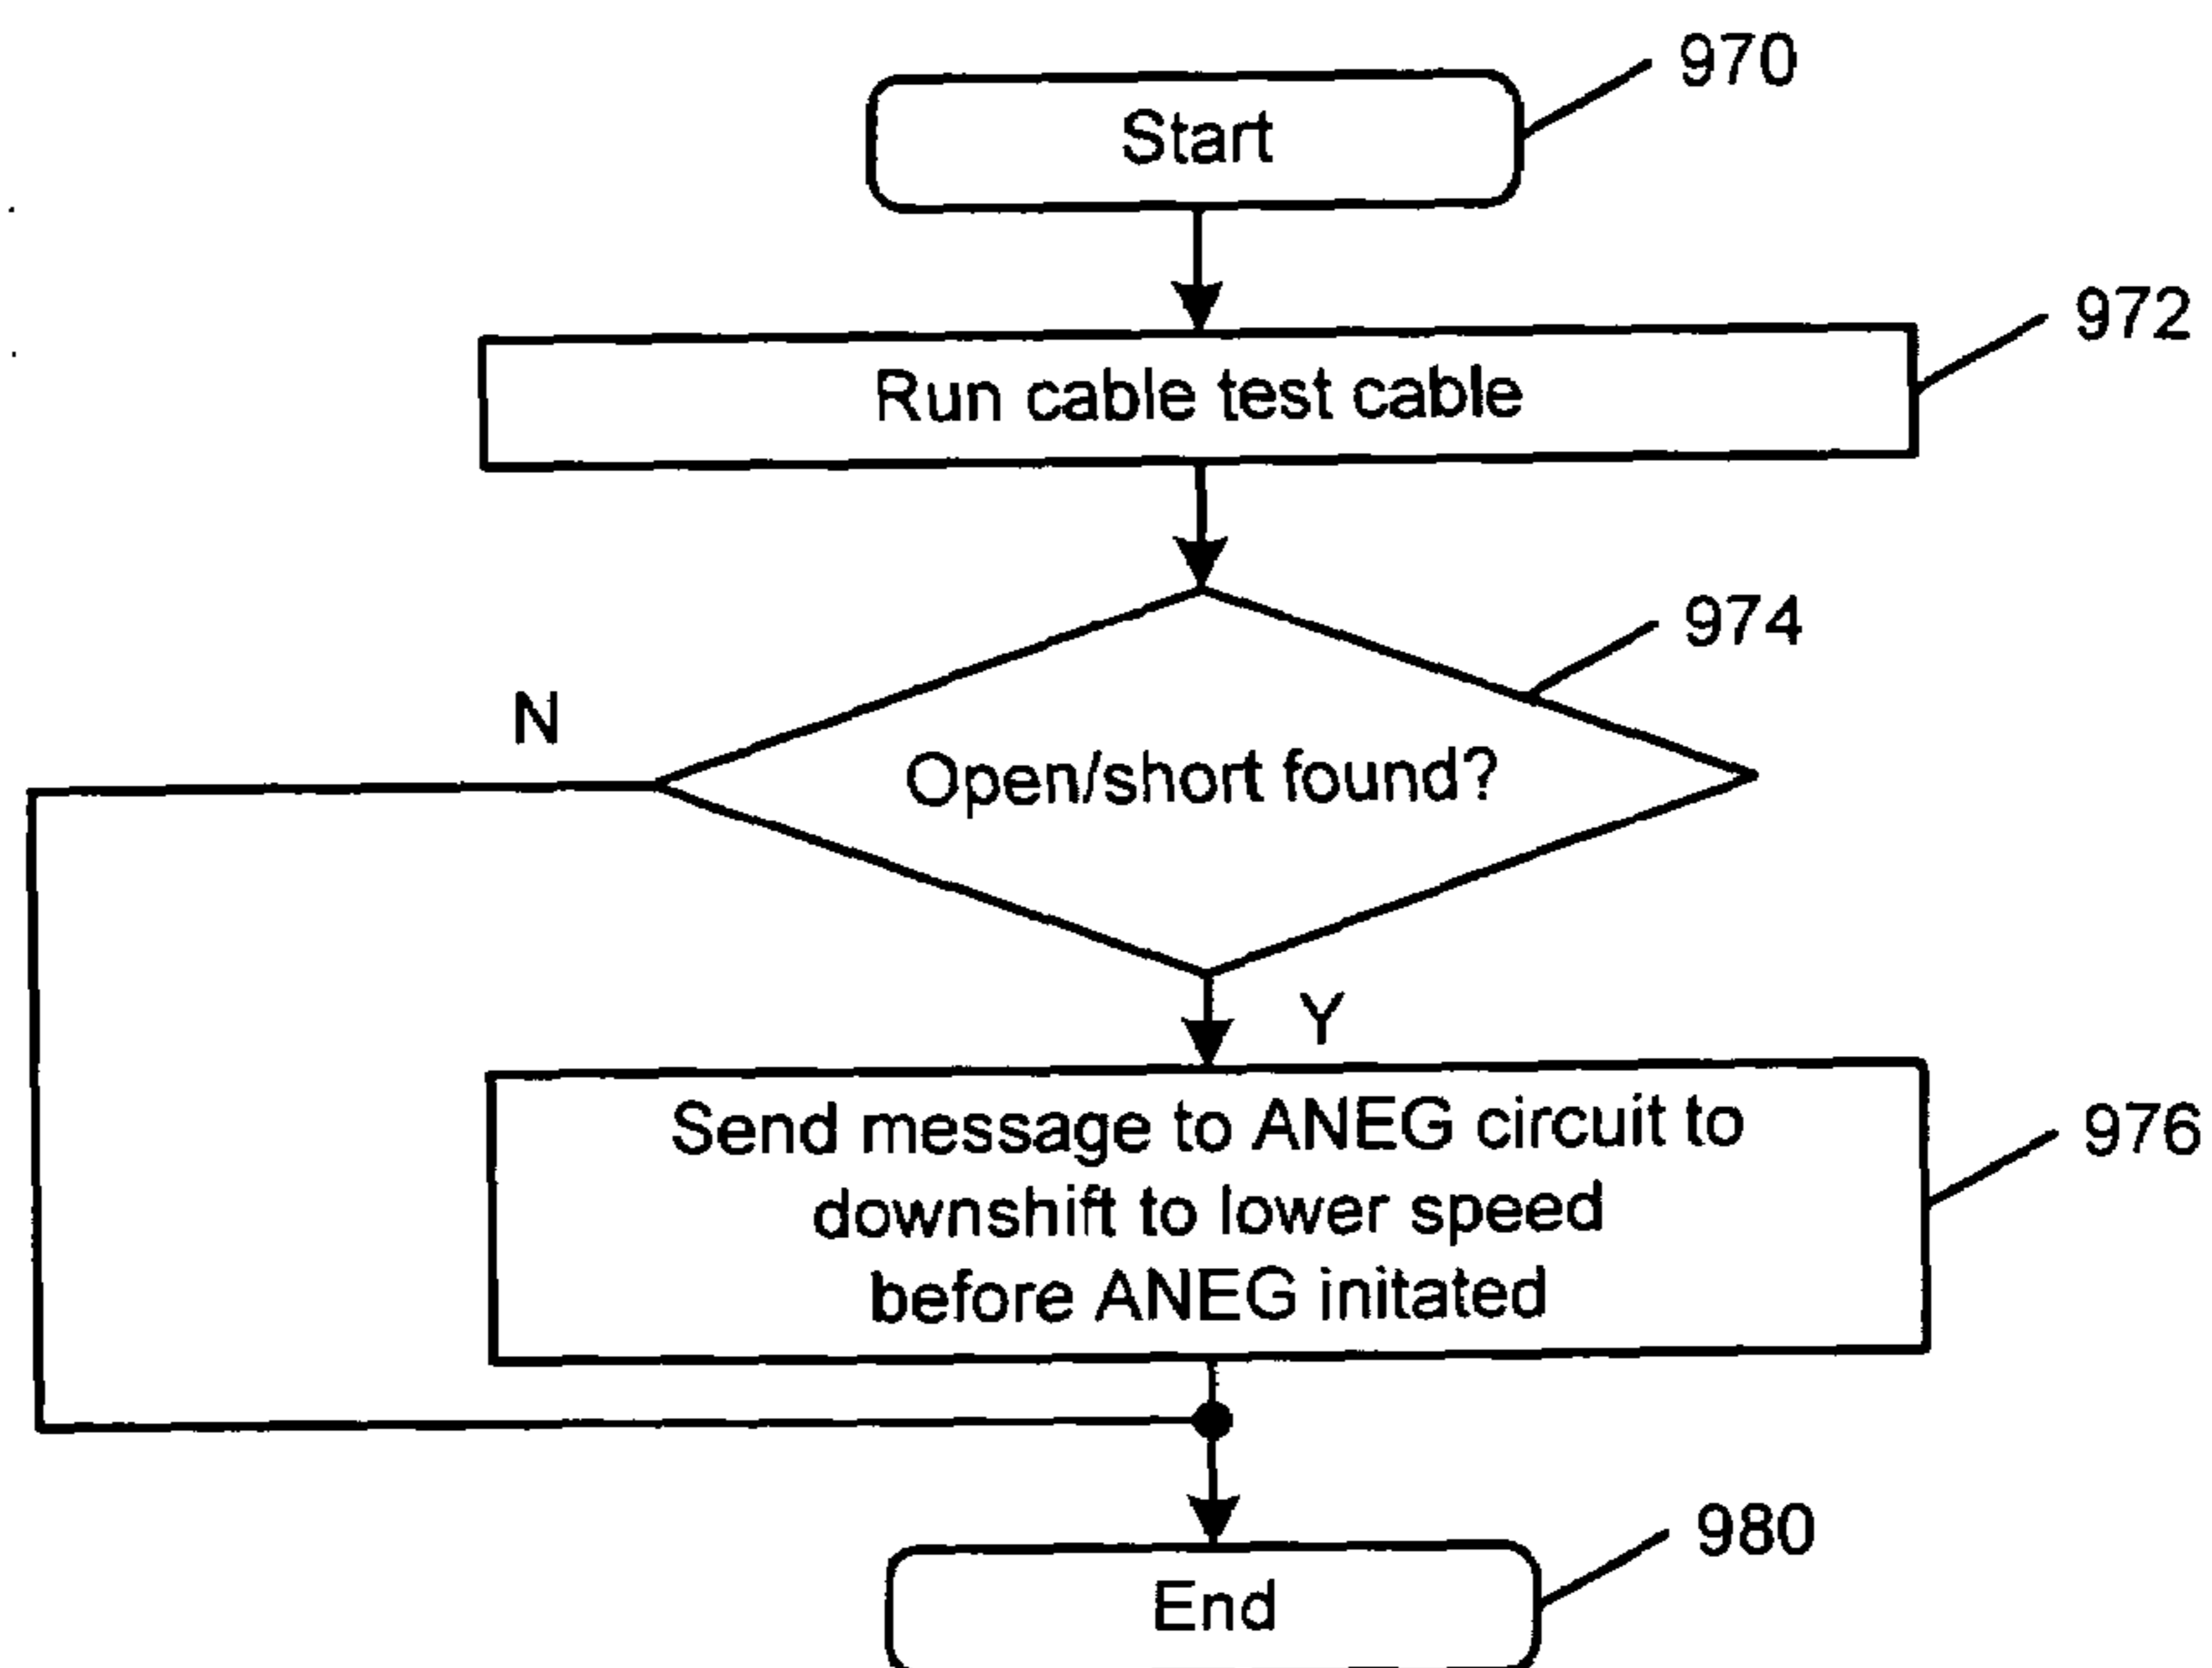 970
Start
972
Run cable test cable
974
N
Open/short found?
Y
Send message to ANEG circuit to
downshift to lower speed
before ANEG initated
976
980
End